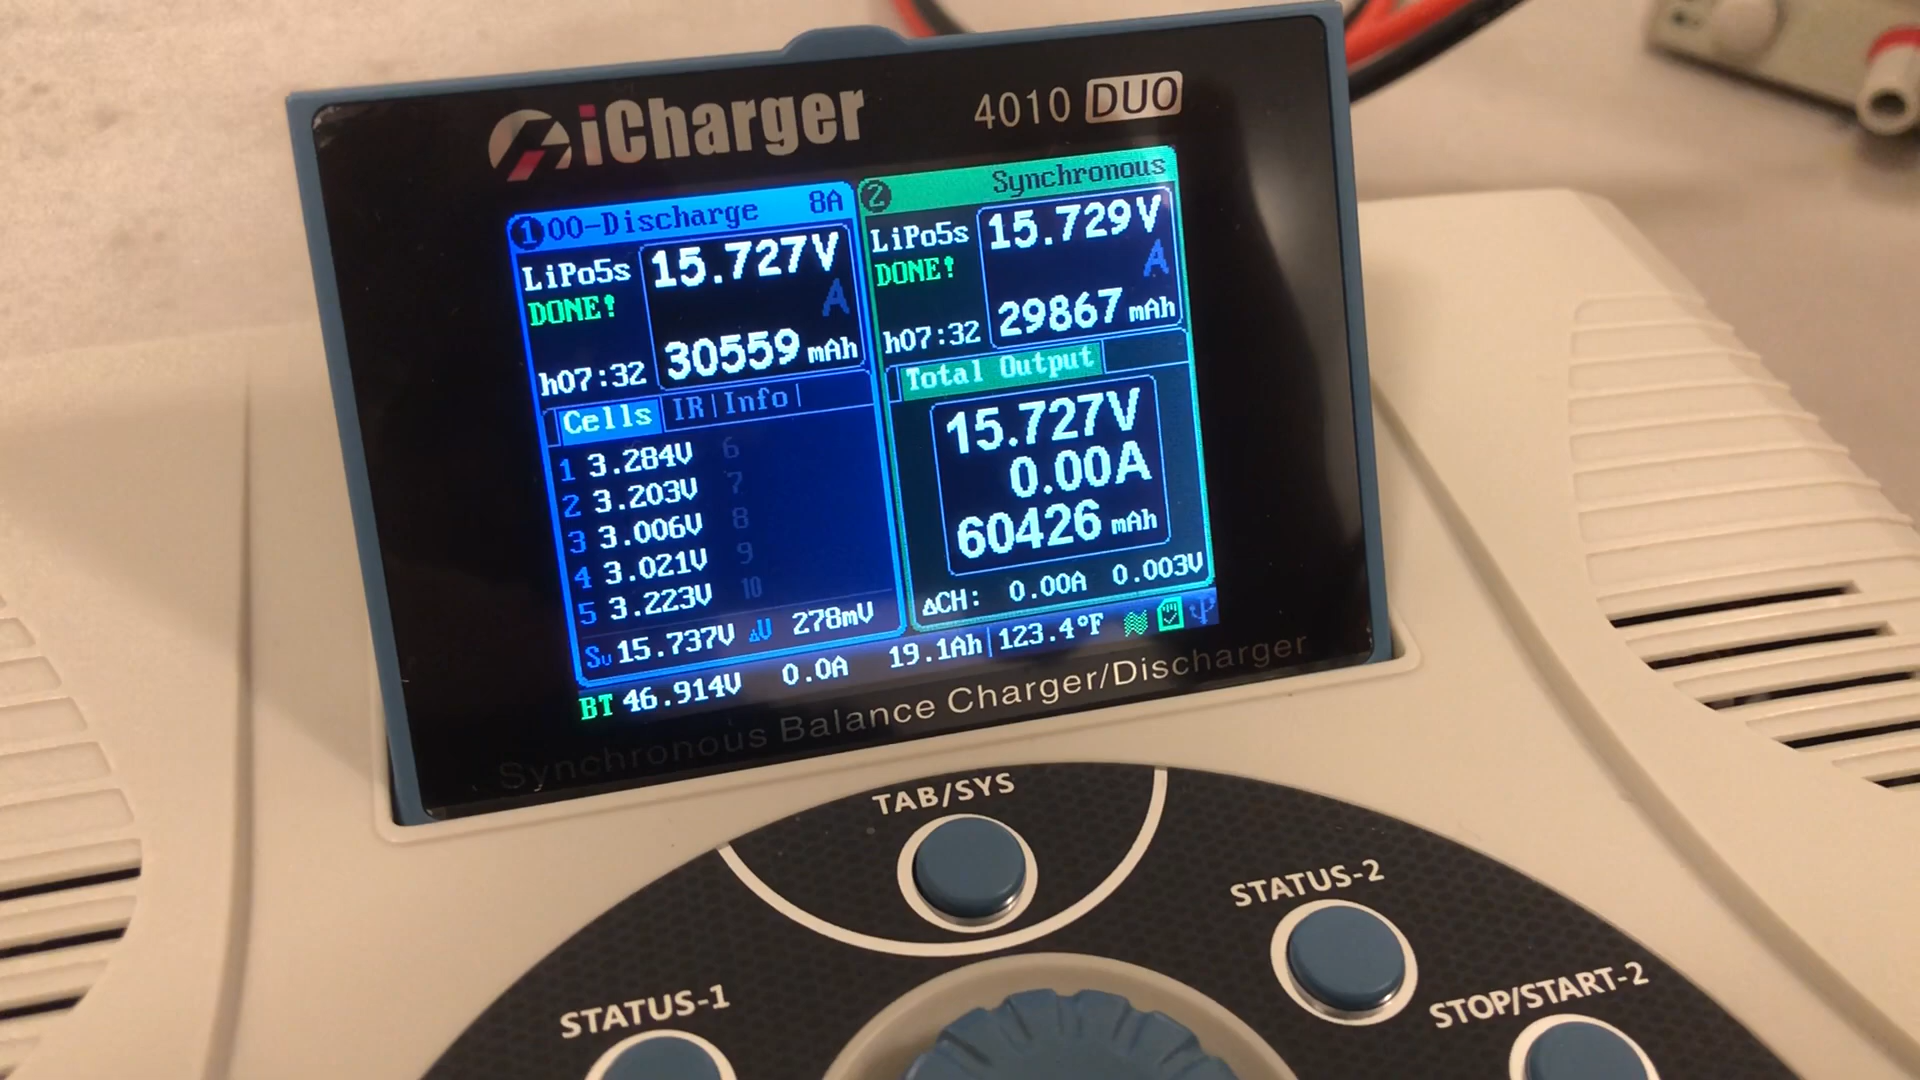 iCharger 4010 DUO
1 00-Discharge 8A
LiPo5s 15.727V
DONE! A
h07:32 30559 mAh
Cells |IR|Info|
1 3.284V 6
2 3.203V 7
3 3.006V 8
4 3.021V 9
5 3.223V 10
Su 15.737V ΔU 278mV
2 Synchronous
LiPo5s 15.729V
DONE! A
h07:32 29867 mAh
Total Output
15.727V
0.00A
60426 mAh
ΔCH: 0.00A 0.003V
BT 46.914V 0.0A 19.1Ah|123.4°F
Synchronous Balance Charger/Discharger
TAB/SYS
STATUS-2
STATUS-1
STOP/START-2